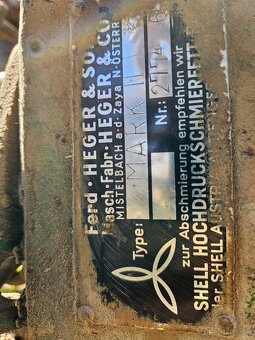 Ferd · HEGER & SO
Masch · Fabr · HEGER & CO
MISTELBACH a·d·Zaya N·ÖSTERR
Type: MARK II Nr.:
zur Abschmierung empfehlen wir
SHELL HOCHDRUCKSCHMIERFETT
der SHELL AUSTRIA